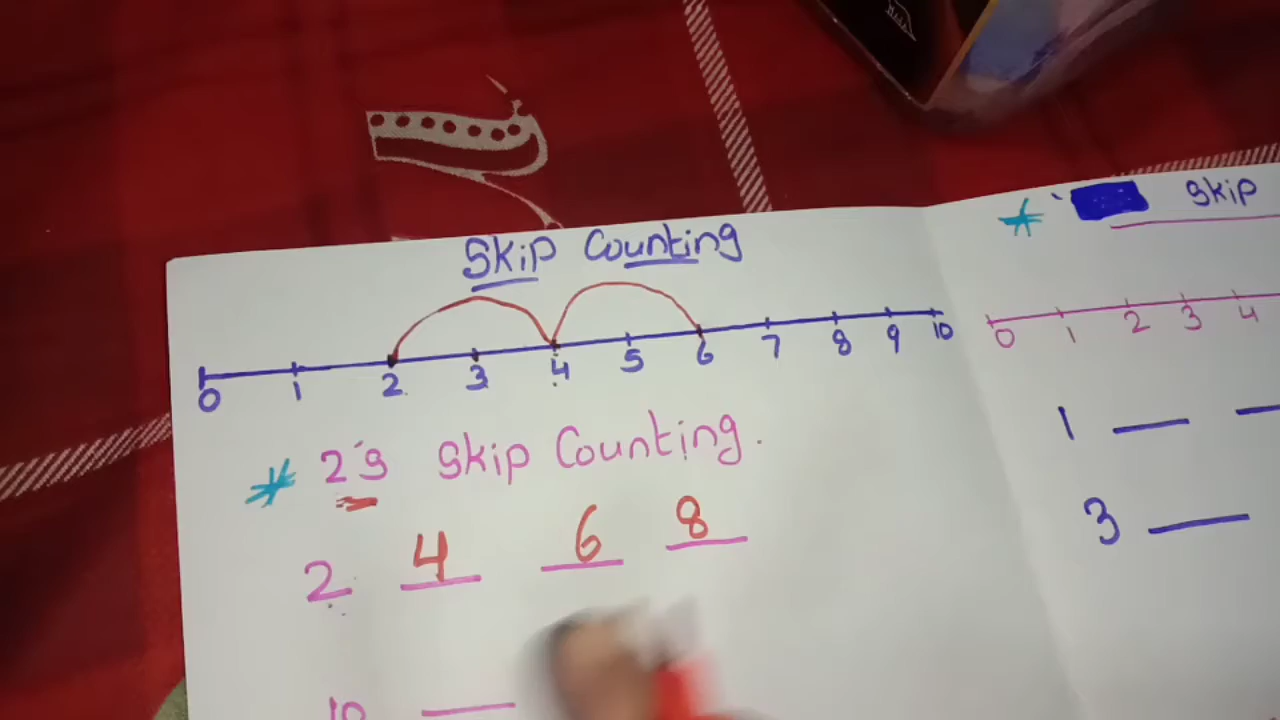 Skip Counting
0 1 2 3 4 5 6 7 8 9 10
2's Skip Counting.
2 4 6 8
10
Skip
0 1 2 3 4
1
3